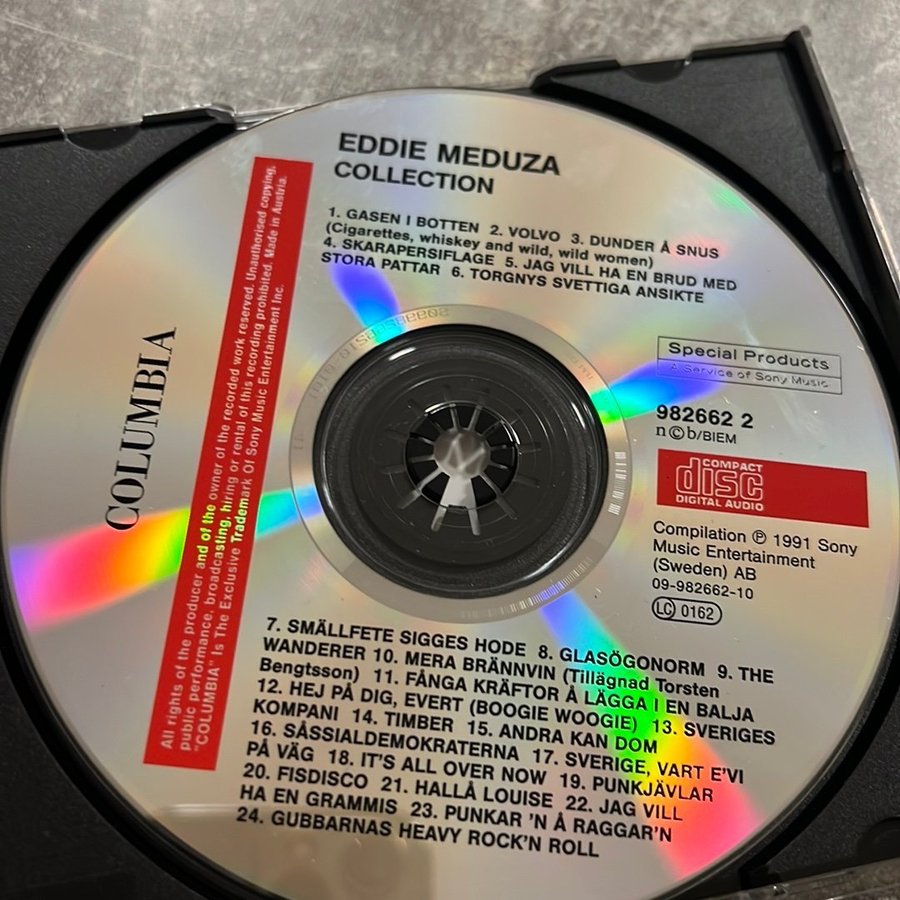 EDDIE MEDUZA
COLLECTION
1. GASEN I BOTTEN 2. VOLVO 3. DUNDER Å SNUS
(Cigarettes, whiskey and wild, wild women)
4. SKARAPERSIFLAGE 5. JAG VILL HA EN BRUD MED
STORA PATTAR 6. TORGNYS SVETTIGA ANSIKTE
COLUMBIA
All rights of the producer and of the owner of the recorded work reserved. Unauthorised copying,
public performance, broadcasting, hiring or rental of this recording prohibited. Made in Austria.
"COLUMBIA" Is The Exclusive Trademark Of Sony Music Entertainment Inc.
Special Products
A Service of Sony Music
982662 2
n©b/BIEM
COMPACT
disc
DIGITAL AUDIO
Compilation ℗ 1991 Sony
Music Entertainment
(Sweden) AB
09-982662-10
LC 0162
7. SMÄLLFETE SIGGES HODE 8. GLASÖGONORM 9. THE
WANDERER 10. MERA BRÄNNVIN (Tillägnad Torsten
Bengtsson) 11. FÅNGA KRÄFTOR Å LÄGGA I EN BALJA
12. HEJ PÅ DIG, EVERT (BOOGIE WOOGIE) 13. SVERIGES
KOMPANI 14. TIMBER 15. ANDRA KAN DOM
16. SÅSSIALDEMOKRATERNA 17. SVERIGE, VART E'VI
PÅ VÄG 18. IT'S ALL OVER NOW 19. PUNKJÄVLAR
20. FISDISCO 21. HALLÅ LOUISE 22. JAG VILL
HA EN GRAMMIS 23. PUNKAR 'N Å RAGGAR'N
24. GUBBARNAS HEAVY ROCK'N ROLL